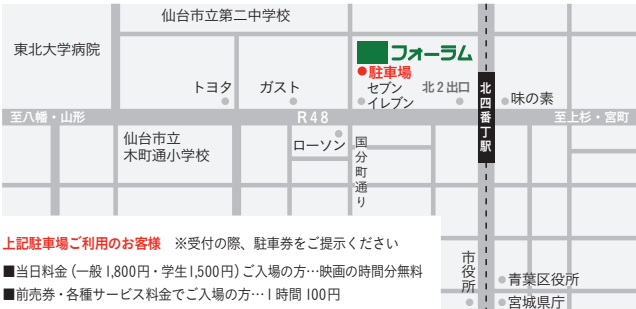 仙台市立第二中学校
東北大学病院
フォーラム
駐車場
トヨタ
ガスト
セブン
イレブン
北2出口
味の素
至八幡・山形
R48
北四番丁駅
至上杉・宮町
仙台市立
木町通小学校
ローソン
国分町通り
上記駐車場ご利用のお客様 ※受付の際、駐車券をご提示ください
■当日料金(一般1,800円・学生1,500円)ご入場の方…映画の時間分無料
■前売券・各種サービス料金でご入場の方…1時間100円
市役所
青葉区役所
宮城県庁